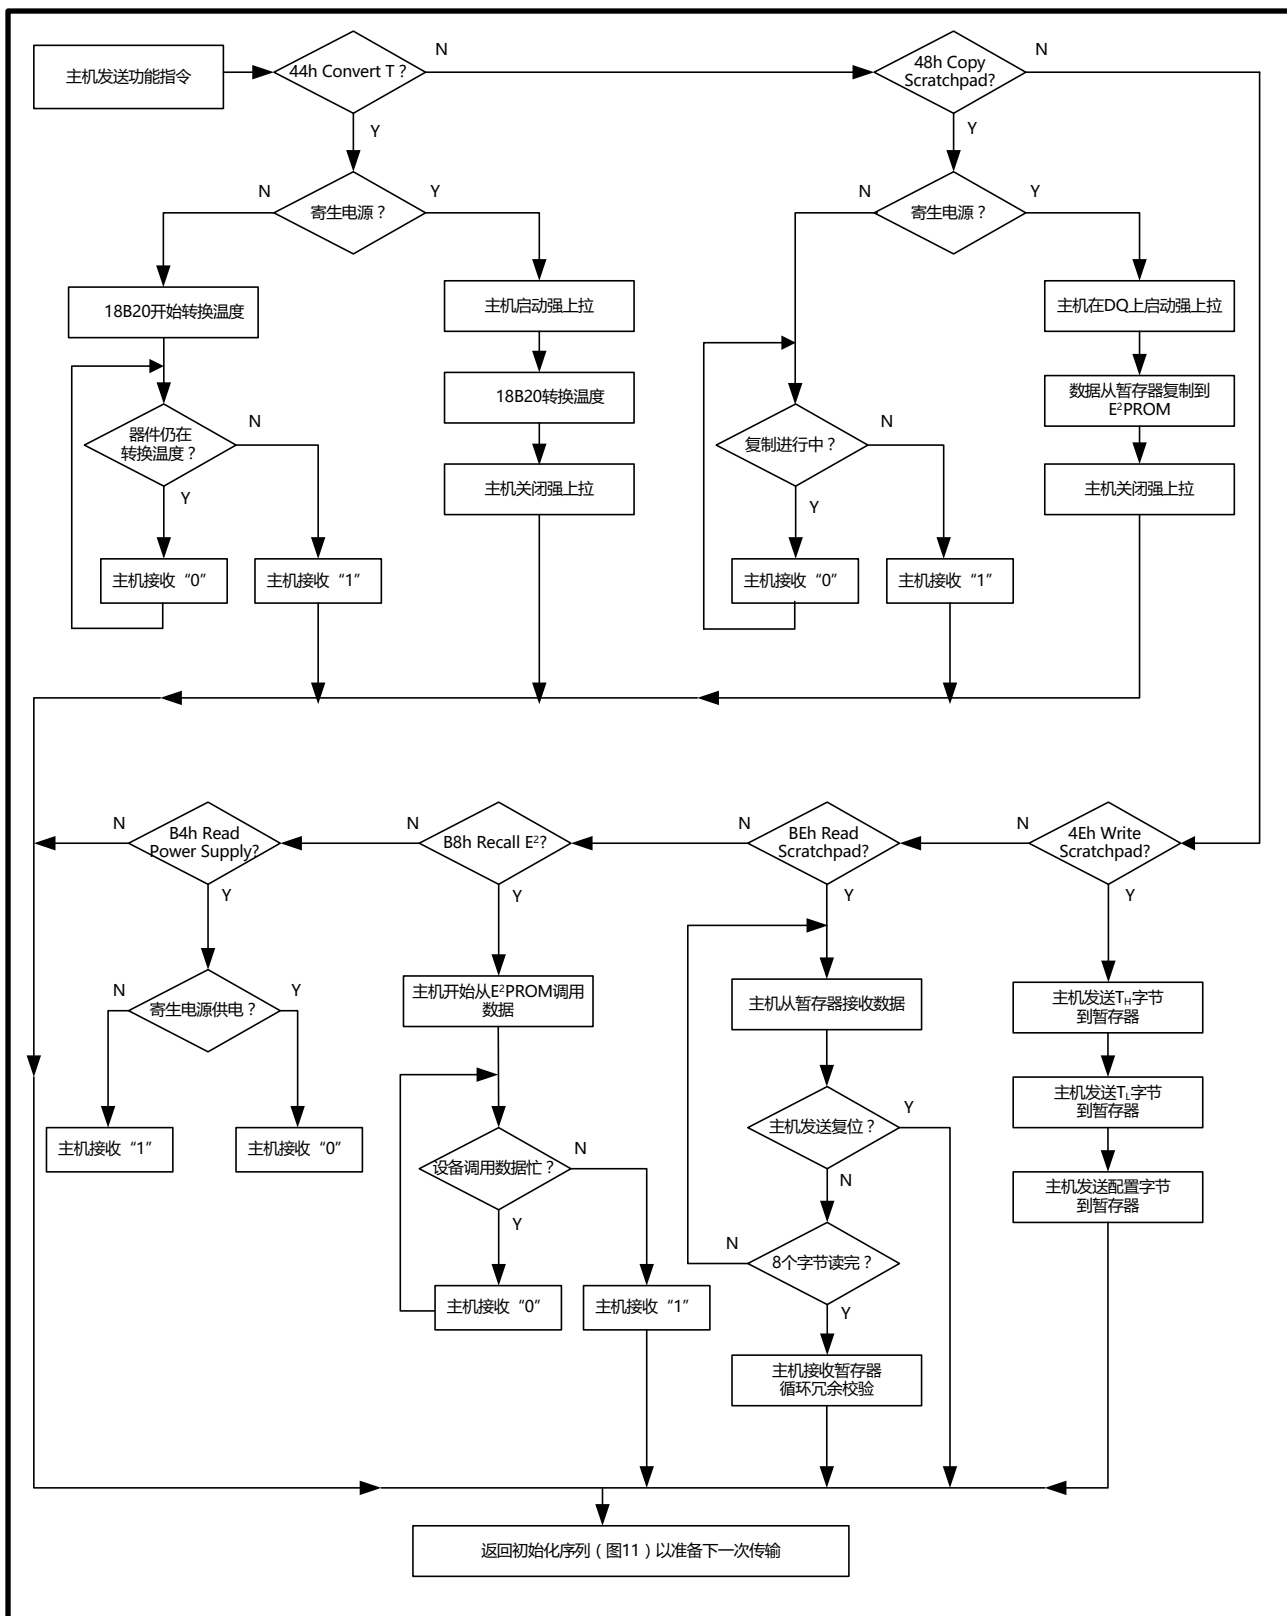 主机发送功能指令
44h Convert T？
N
48h Copy
Scratchpad?
N
Y
Y
N
寄生电源？
Y
N
寄生电源？
Y
18B20开始转换温度
主机启动强上拉
主机在DQ上启动强上拉
18B20转换温度
数据从暂存器复制到
E²PROM
器件仍在
转换温度？
N
复制进行中？
N
Y
主机关闭强上拉
Y
主机关闭强上拉
主机接收“0”
主机接收“1”
主机接收“0”
主机接收“1”
N
B4h Read
Power Supply?
N
B8h Recall E²?
N
BEh Read
Scratchpad?
N
4Eh Write
Scratchpad?
Y
Y
Y
Y
N
寄生电源供电？
Y
主机开始从E²PROM调用
数据
主机从暂存器接收数据
主机发送TH字节
到暂存器
主机发送TL字节
到暂存器
主机接收“1”
主机接收“0”
主机发送复位？
Y
设备调用数据忙？
N
N
主机发送配置字节
到暂存器
Y
N
8个字节读完？
Y
主机接收“0”
主机接收“1”
主机接收暂存器
循环冗余校验
返回初始化序列（图11）以准备下一次传输